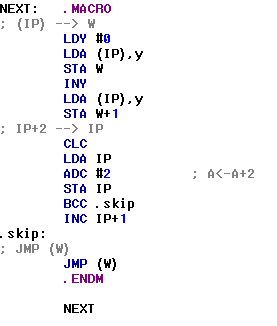 NEXT: .MACRO
; (IP) --> W
LDY #0
LDA (IP),y
STA W
INY
LDA (IP),y
STA W+1
; IP+2 --> IP
CLC
LDA IP
ADC #2 ; A<-A+2
STA IP
BCC .skip
INC IP+1
.skip:
; JMP (W)
JMP (W)
.ENDM
NEXT